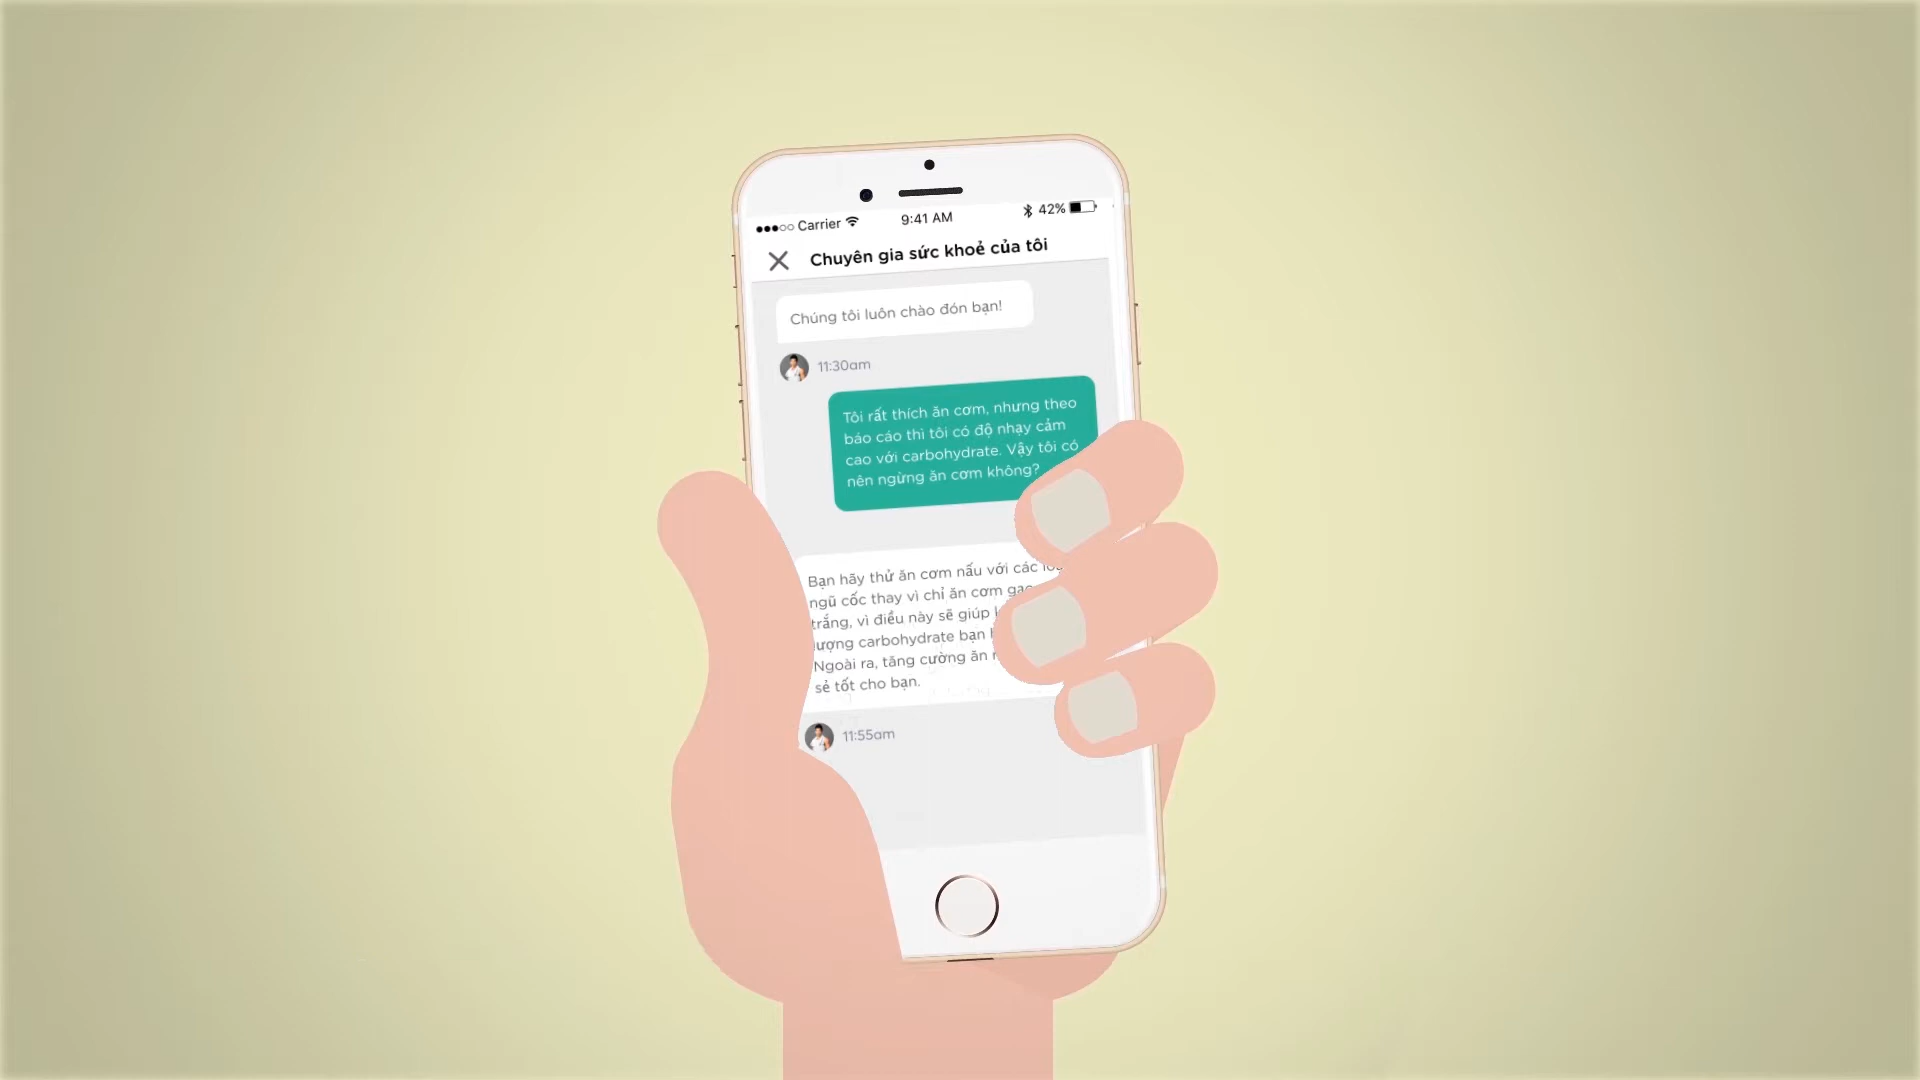 Carrier
9:41 AM
42%
Chuyên gia sức khoẻ của tôi
Chúng tôi luôn chào đón bạn!
11:30am
Tôi rất thích ăn cơm, nhưng theo
báo cáo thì tôi có độ nhạy cảm
cao với carbohydrate. Vậy tôi có
nên ngừng ăn cơm không?
Bạn hãy thử ăn cơm nấu với các
ngũ cốc thay vì chỉ ăn cơm
trắng, vì điều này sẽ giúp
lượng carbohydrate bạn
Ngoài ra, tăng cường ăn
sẻ tốt cho bạn.
11:55am